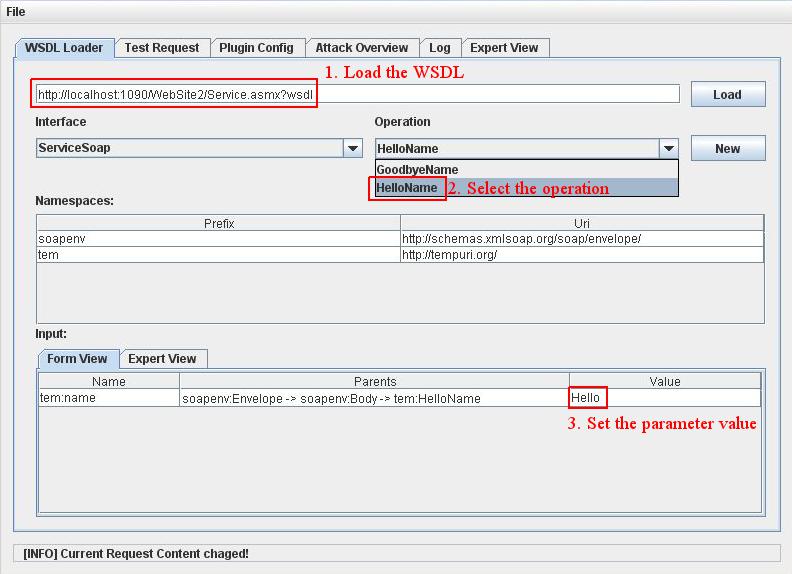 File
WSDL Loader Test Request Plugin Config Attack Overview Log Expert View
1. Load the WSDL
http://localhost:1090/WebSite2/Service.asmx?wsdl Load
Interface Operation
ServiceSoap HelloName New
GoodbyeName
HelloName 2. Select the operation
Namespaces:
Prefix Uri
soapenv http://schemas.xmlsoap.org/soap/envelope/
tem http://tempuri.org/
Input:
Form View Expert View
Name Parents Value
tem:name soapenv:Envelope -> soapenv:Body -> tem:HelloName Hello
3. Set the parameter value
[INFO] Current Request Content chaged!